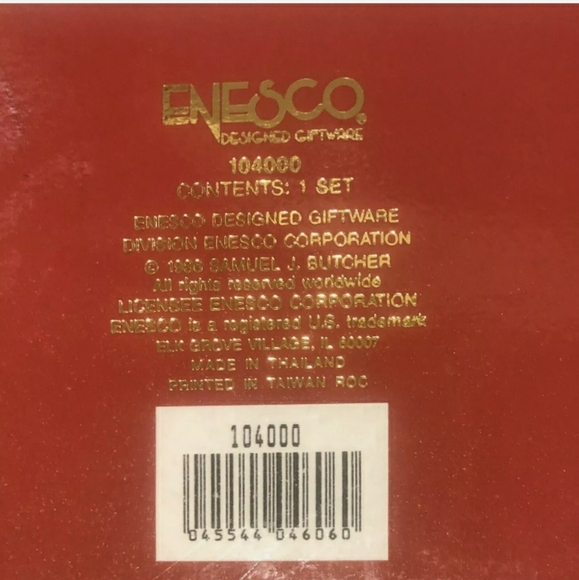 ENESCO®
DESIGNED GIFTWARE
104000
CONTENTS: 1 SET
ENESCO DESIGNED GIFTWARE
DIVISION ENESCO CORPORATION
© SAMUEL J. BUTCHER
All rights reserved worldwide
LICENSEE ENESCO CORPORATION
ENESCO is a registered U.S. trademark
ELK GROVE VILLAGE, IL 60007
MADE IN THAILAND
PRINTED IN TAIWAN ROC
104000
045544 046060